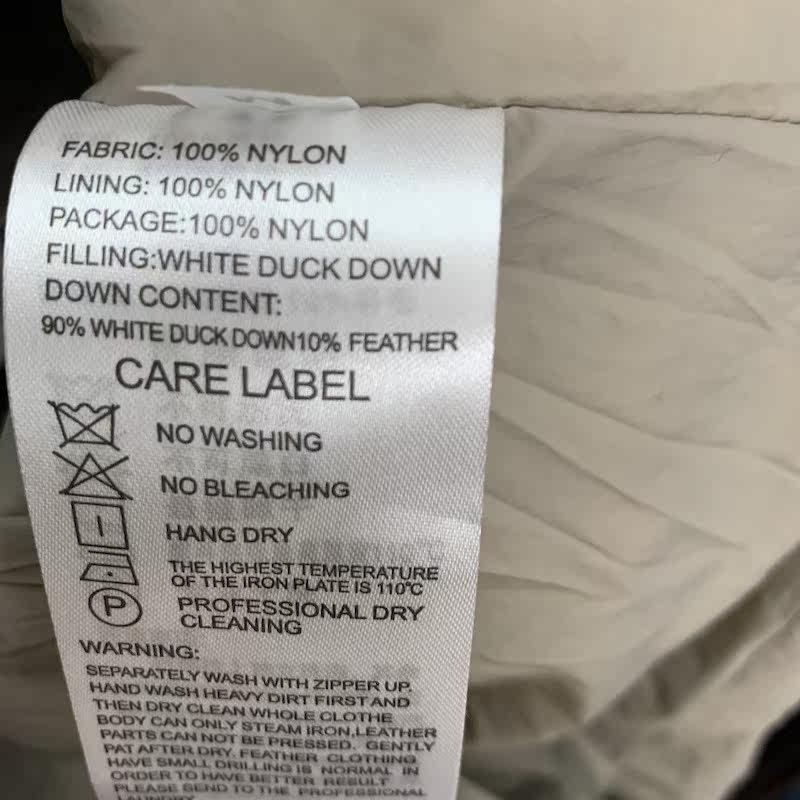 FABRIC: 100% NYLON
LINING: 100% NYLON
PACKAGE:100% NYLON
FILLING:WHITE DUCK DOWN
DOWN CONTENT:
90% WHITE DUCK DOWN10% FEATHER
CARE LABEL
NO WASHING
NO BLEACHING
HANG DRY
THE HIGHEST TEMPERATURE
OF THE IRON PLATE IS 110℃
P
PROFESSIONAL DRY
CLEANING
WARNING:
SEPARATELY WASH WITH ZIPPER UP.
HAND WASH HEAVY DIRT FIRST AND
THEN DRY CLEAN WHOLE CLOTHE
BODY CAN ONLY STEAM IRON,LEATHER
PARTS CAN NOT BE PRESSED. GENTLY
PAT AFTER DRY. FEATHER CLOTHING
HAVE SMALL DRILLING IS NORMAL IN
ORDER TO HAVE BETTER RESULT
PLEASE SEND TO THE PROFESSIONAL
LAUNDRY